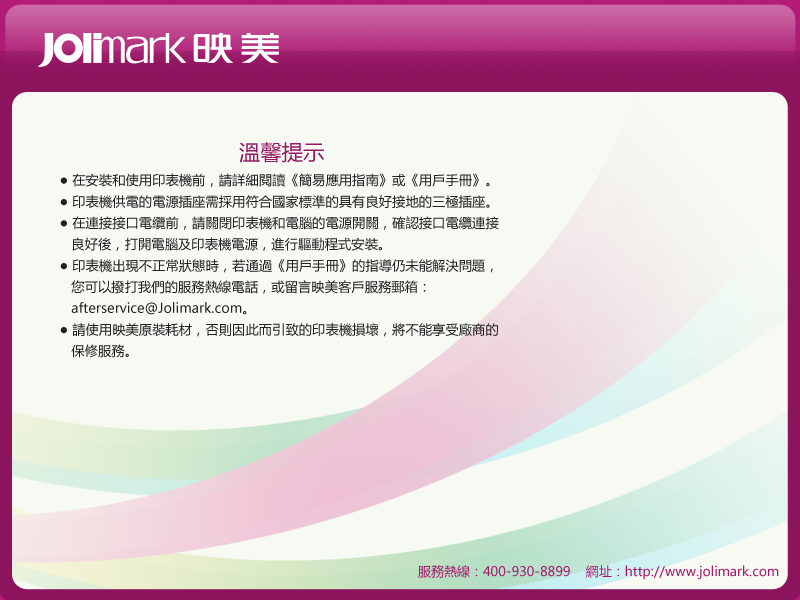 Jolimark 映美
溫馨提示
● 在安裝和使用印表機前，請詳細閱讀《簡易應用指南》或《用戶手冊》。
● 印表機供電的電源插座需採用符合國家標準的具有良好接地的三極插座。
● 在連接接口電纜前，請關閉印表機和電腦的電源開關，確認接口電纜連接
良好後，打開電腦及印表機電源，進行驅動程式安裝。
● 印表機出現不正常狀態時，若通過《用戶手冊》的指導仍未能解決問題，
您可以撥打我們的服務熱線電話，或留言映美客戶服務郵箱：
afterservice@Jolimark.com。
● 請使用映美原裝耗材，否則因此而引致的印表機損壞，將不能享受廠商的
保修服務。
服務熱線：400-930-8899 網址：http://www.jolimark.com